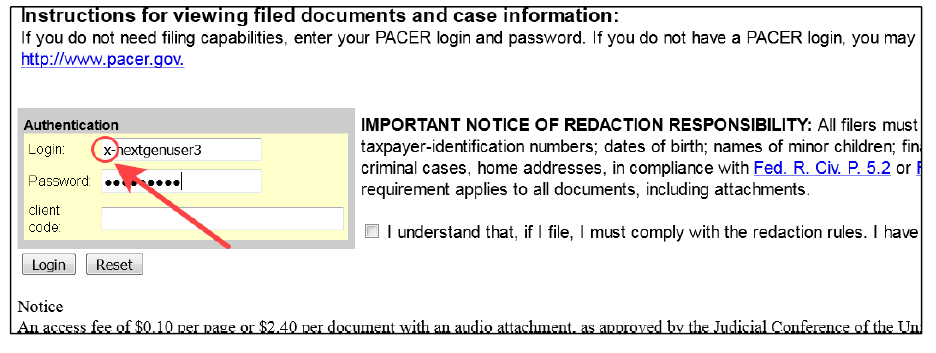 Instructions for viewing filed documents and case information:
If you do not need filing capabilities, enter your PACER login and password. If you do not have a PACER login, you may
http://www.pacer.gov.
Authentication
Login: x-nextgenuser3
Password:
client
code:
Login Reset
IMPORTANT NOTICE OF REDACTION RESPONSIBILITY: All filers must
taxpayer-identification numbers; dates of birth; names of minor children;
criminal cases, home addresses, in compliance with Fed. R. Civ. P. 5.2 or
requirement applies to all documents, including attachments.
I understand that, if I file, I must comply with the redaction rules. I have
Notice
An access fee of $0.10 per page or $2.40 per document with an audio attachment, as approved by the Judicial Conference of the